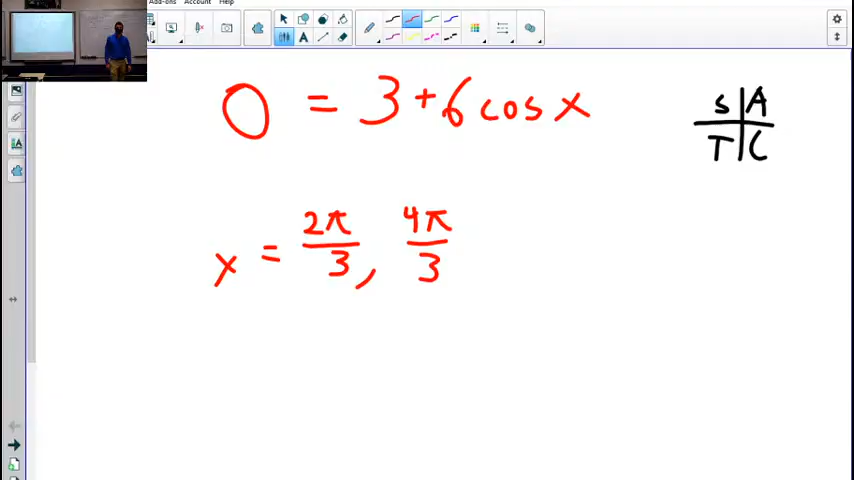 Add-ons Account Help
0 = 3 + 6 cos x
S A
T C
x = 2π/3, 4π/3